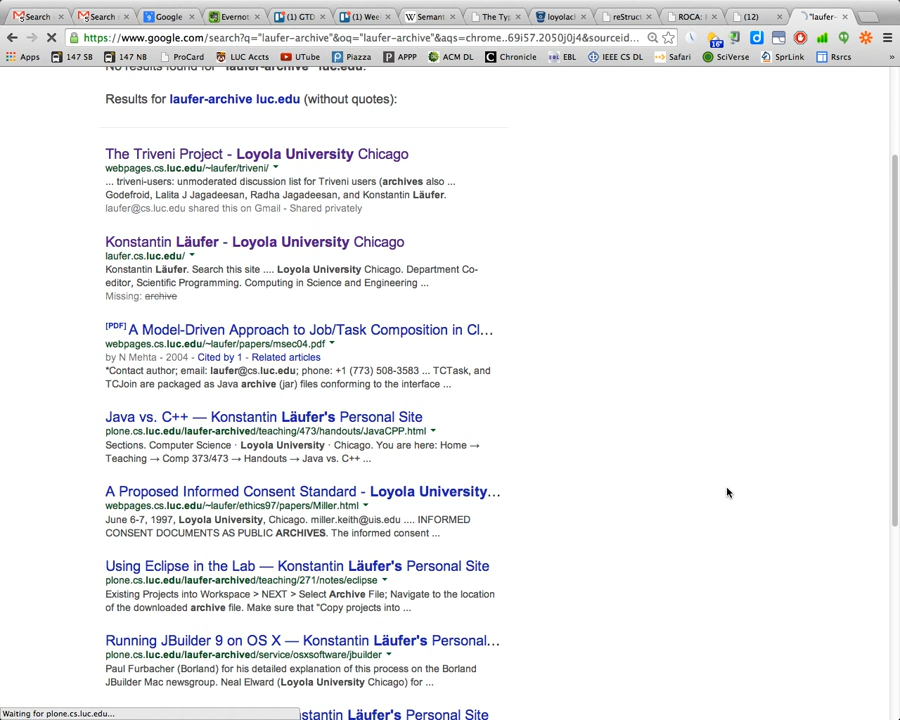 Search
Search
Google
Evernot
(1) GTD
(1) Wee
Semant
The Typ
loyolacl
reStruct
ROCA:
(12)
"laufer-
https://www.google.com/search?q="laufer-archive"&oq="laufer-archive"&aqs=chrome..69i57.2050j0j4&sourceid...
16°
Apps
147 SB
147 NB
ProCard
LUC Accts
UTube
Piazza
APPP
ACM DL
Chronicle
EBL
IEEE CS DL
Safari
SciVerse
SprLink
Rsrcs
»
No results found for "laufer-archive" luc.edu.
Results for laufer-archive luc.edu (without quotes):
The Triveni Project - Loyola University Chicago
webpages.cs.luc.edu/~laufer/triveni/
... triveni-users: unmoderated discussion list for Triveni users (archives also ...
Godefroid, Lalita J Jagadeesan, Radha Jagadeesan, and Konstantin Läufer.
laufer@cs.luc.edu shared this on Gmail - Shared privately
Konstantin Läufer - Loyola University Chicago
laufer.cs.luc.edu/
Konstantin Läufer. Search this site .... Loyola University Chicago. Department Co-
editor, Scientific Programming. Computing in Science and Engineering ...
Missing: archive
[PDF] A Model-Driven Approach to Job/Task Composition in Cl...
webpages.cs.luc.edu/~laufer/papers/msec04.pdf
by N Mehta - 2004 - Cited by 1 - Related articles
*Contact author; email: laufer@cs.luc.edu; phone: +1 (773) 508-3583 ... TCTask, and
TCJoin are packaged as Java archive (jar) files conforming to the interface ...
Java vs. C++ — Konstantin Läufer's Personal Site
plone.cs.luc.edu/laufer-archived/teaching/473/handouts/JavaCPP.html
Sections. Computer Science · Loyola University · Chicago. You are here: Home →
Teaching → Comp 373/473 → Handouts → Java vs. C++ ...
A Proposed Informed Consent Standard - Loyola University...
webpages.cs.luc.edu/~laufer/ethics97/papers/Miller.html
June 6-7, 1997, Loyola University, Chicago. miller.keith@uis.edu .... INFORMED
CONSENT DOCUMENTS AS PUBLIC ARCHIVES. The informed consent ...
Using Eclipse in the Lab — Konstantin Läufer's Personal Site
plone.cs.luc.edu/laufer-archived/teaching/271/notes/eclipse
Existing Projects into Workspace > NEXT > Select Archive File; Navigate to the location
of the downloaded archive file. Make sure that "Copy projects into ...
Running JBuilder 9 on OS X — Konstantin Läufer's Personal...
plone.cs.luc.edu/laufer-archived/service/osxsoftware/jbuilder
Paul Furbacher (Borland) for his detailed explanation of this process on the Borland
JBuilder Mac newsgroup. Neal Elward (Loyola University Chicago) for ...
stantin Läufer's Personal Site
Waiting for plone.cs.luc.edu...